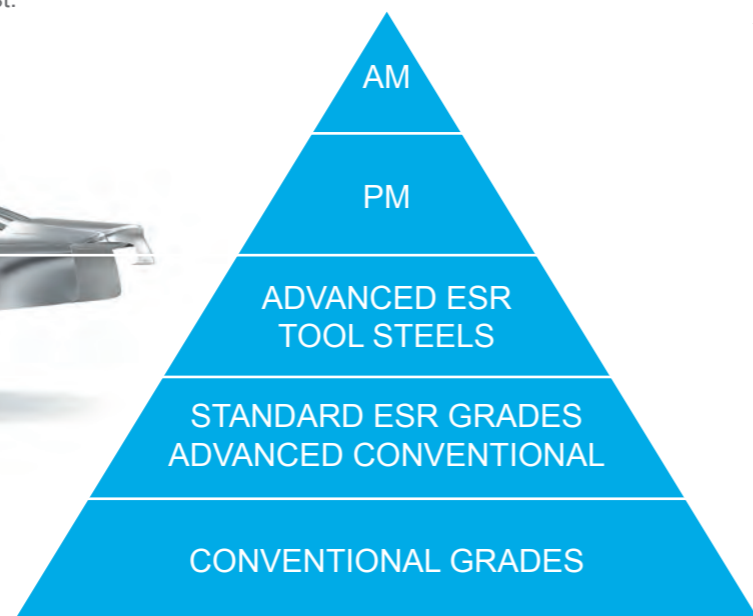 AM
PM
ADVANCED ESR
TOOL STEELS
STANDARD ESR GRADES
ADVANCED CONVENTIONAL
CONVENTIONAL GRADES